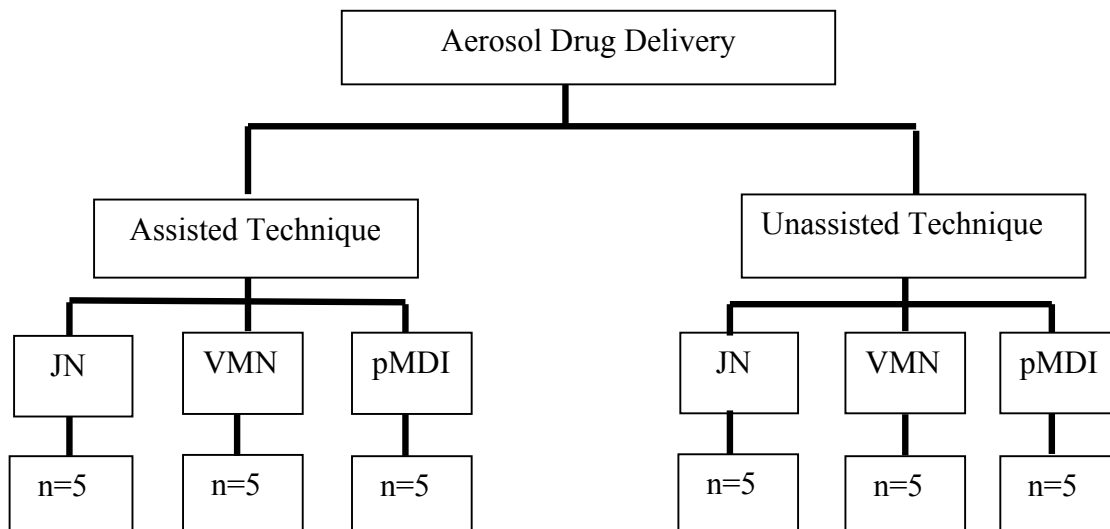 Aerosol Drug Delivery
Assisted Technique
Unassisted Technique
JN
VMN
pMDI
JN
VMN
pMDI
n=5
n=5
n=5
n=5
n=5
n=5